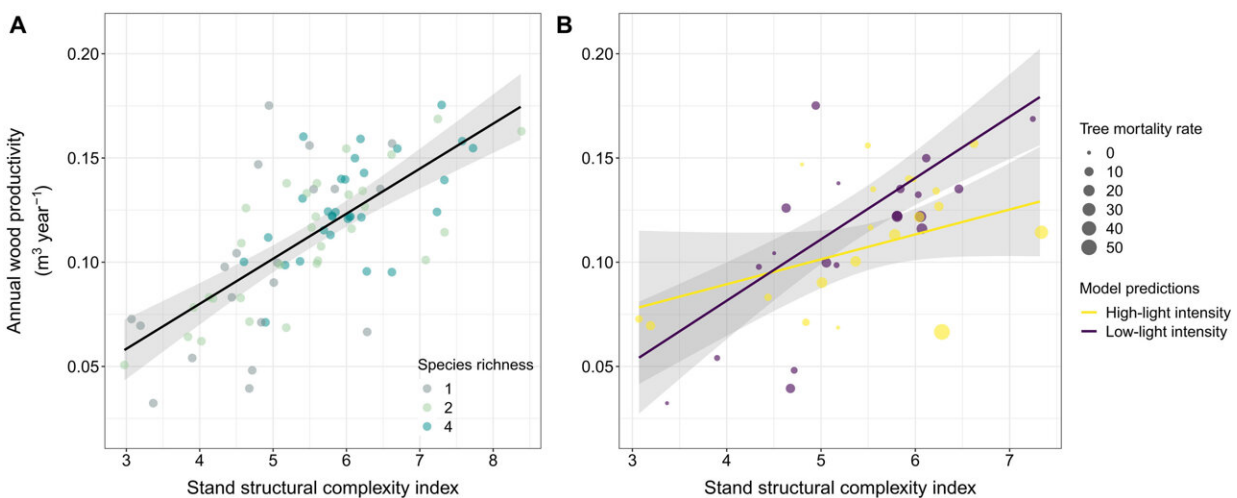 A
B
Annual wood productivity
(m³ year⁻¹)
0.20
0.15
0.10
0.05
3
4
5
6
7
8
Stand structural complexity index
Species richness
1
2
4
0.20
0.15
0.10
0.05
3
4
5
6
7
Stand structural complexity index
Tree mortality rate
0
10
20
30
40
50
Model predictions
High-light intensity
Low-light intensity